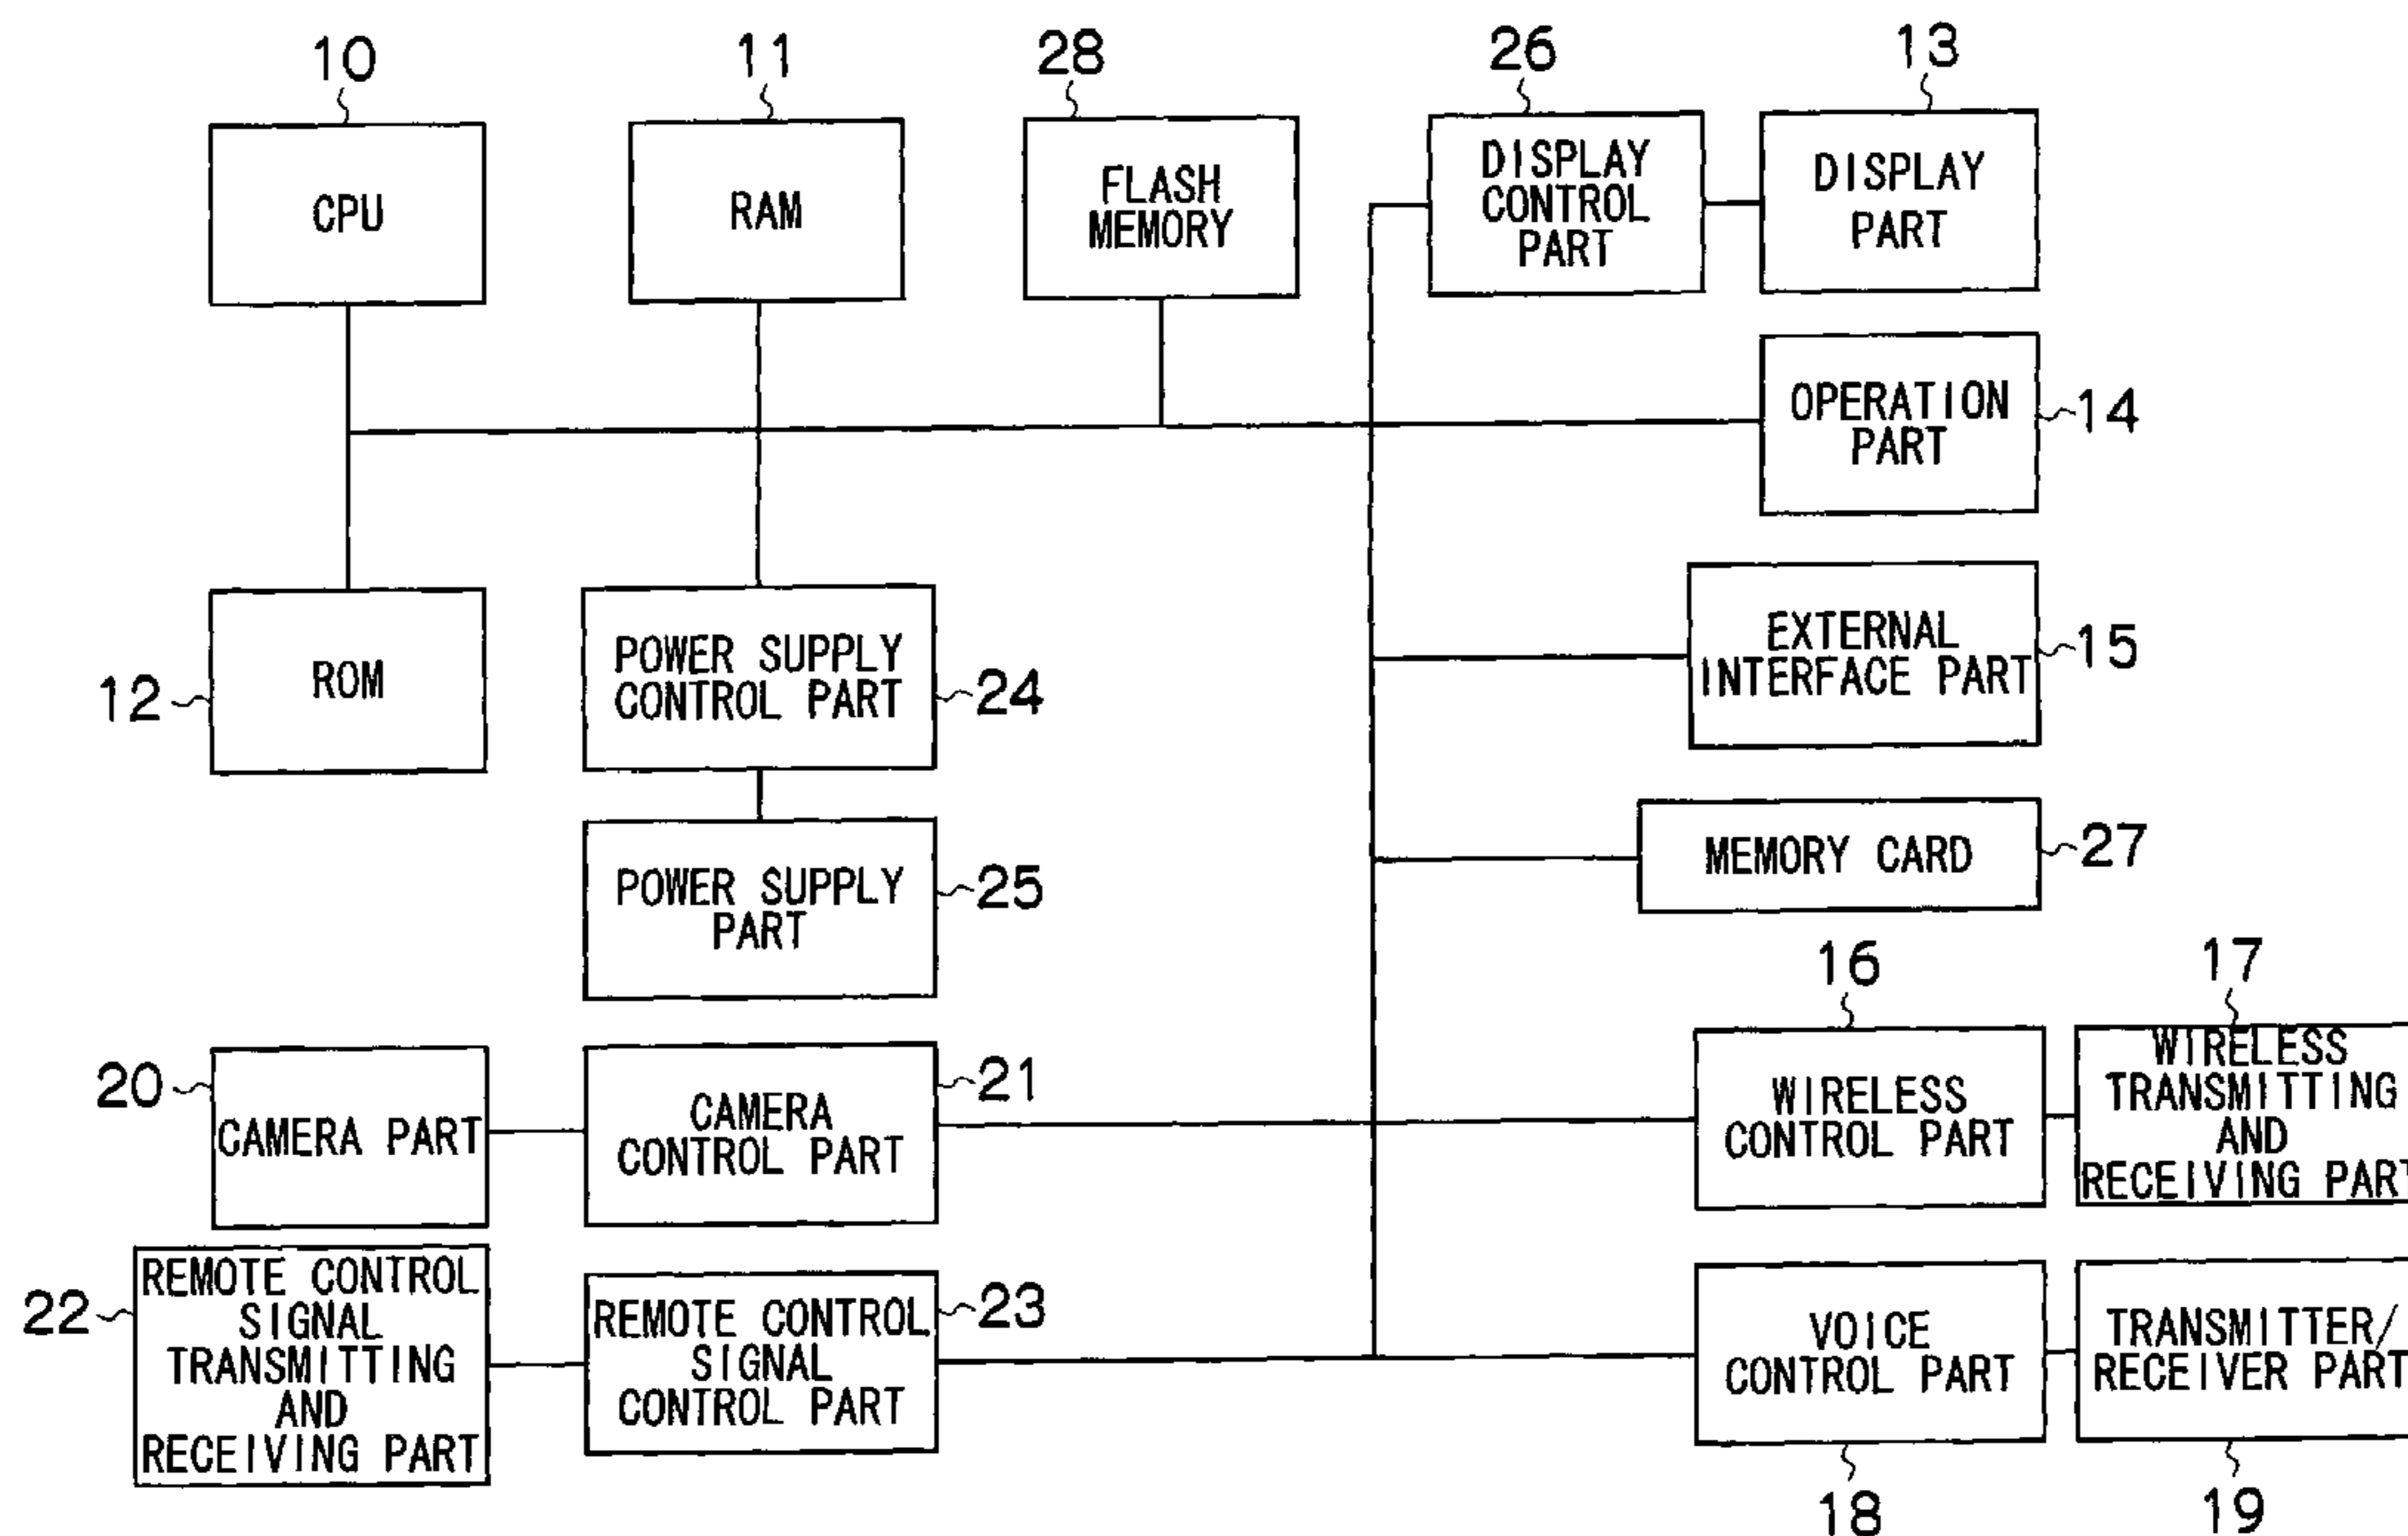 10
11
28
26
13
CPU
RAM
FLASH
MEMORY
DISPLAY
CONTROL
PART
DISPLAY
PART
OPERATION
PART
14
12
ROM
POWER SUPPLY
CONTROL PART
24
EXTERNAL
INTERFACE PART
15
POWER SUPPLY
PART
25
MEMORY CARD
27
16
17
20
CAMERA PART
CAMERA
CONTROL PART
21
WIRELESS
CONTROL PART
WIRELESS
TRANSMITTING
AND
RECEIVING PART
22
REMOTE CONTROL
SIGNAL
TRANSMITTING
AND
RECEIVING PART
REMOTE CONTROL
SIGNAL
CONTROL PART
23
VOICE
CONTROL PART
TRANSMITTER/
RECEIVER PART
18
19